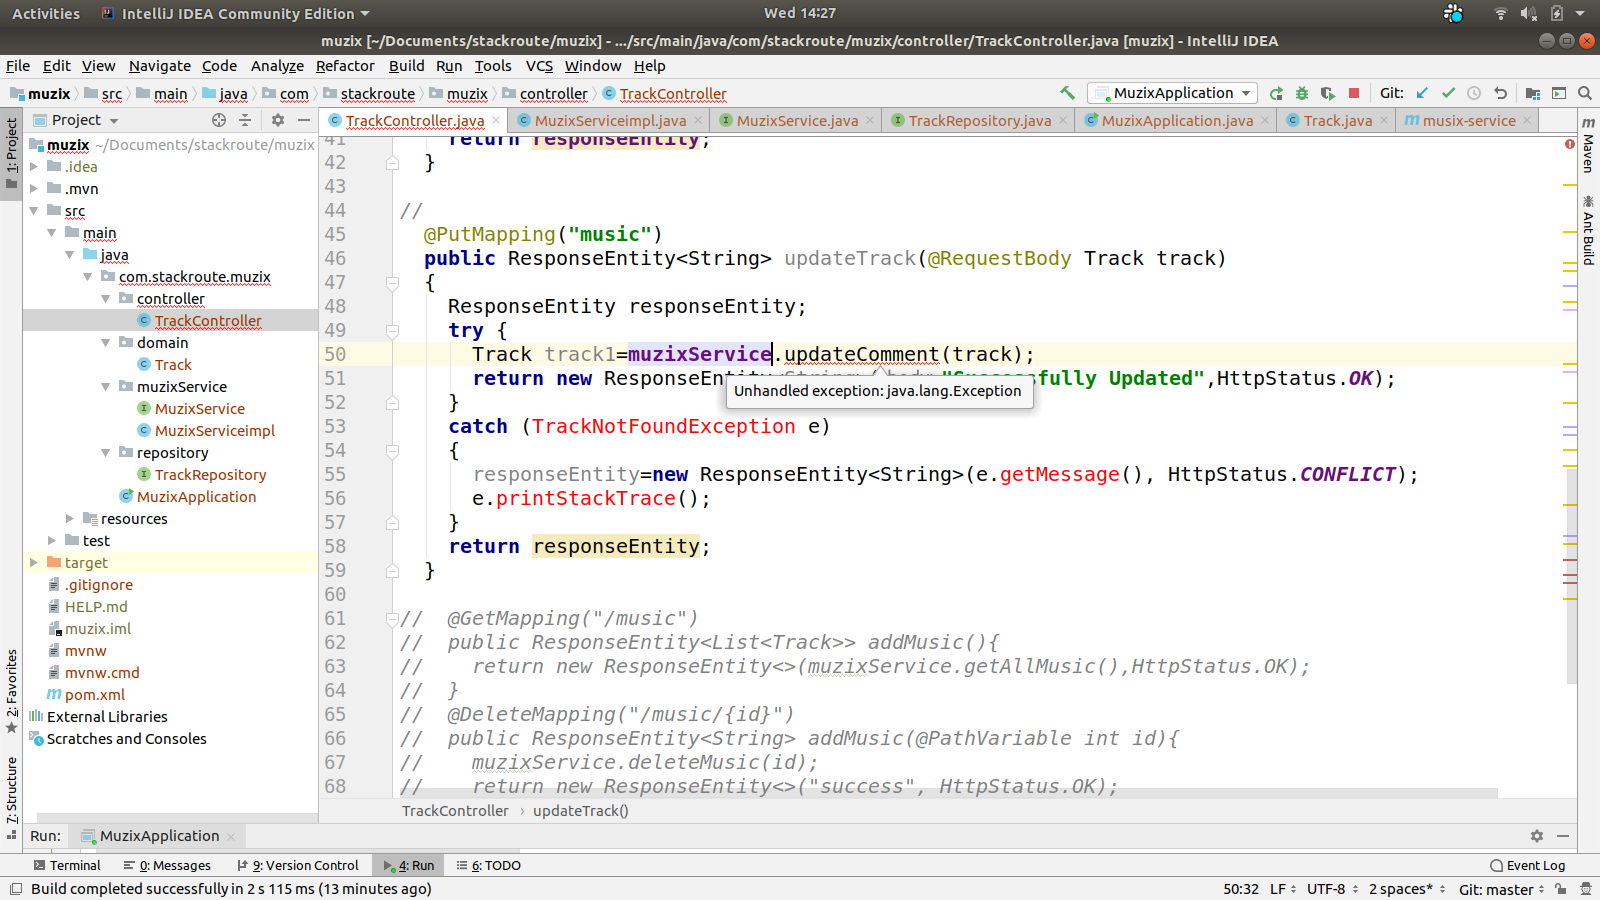 Activities IntelliJ IDEA Community Edition Wed 14:27
muzix [~/Documents/stackroute/muzix] - .../src/main/java/com/stackroute/muzix/controller/TrackController.java [muzix] - IntelliJ IDEA
File Edit View Navigate Code Analyze Refactor Build Run Tools VCS Window Help
muzix src main java com stackroute muzix controller TrackController MuzixApplication Git:
Project TrackController.java MuzixServiceimpl.java MuzixService.java TrackRepository.java MuzixApplication.java Track.java musix-service
1: Project
2: Favorites
7: Structure
muzix ~/Documents/stackroute/muzix
.idea
.mvn
src
main
java
com.stackroute.muzix
controller
TrackController
domain
Track
muzixService
MuzixService
MuzixServiceimpl
repository
TrackRepository
MuzixApplication
resources
test
target
.gitignore
HELP.md
muzix.iml
mvnw
mvnw.cmd
pom.xml
External Libraries
Scratches and Consoles
41 return responseEntity;
42 }
43
44 //
45 @PutMapping("music")
46 public ResponseEntity<String> updateTrack(@RequestBody Track track)
47 {
48 ResponseEntity responseEntity;
49 try {
50 Track track1=muzixService.updateComment(track);
51 return new ResponseEntity<String>( body: "Successfully Updated",HttpStatus.OK);
Unhandled exception: java.lang.Exception
52 }
53 catch (TrackNotFoundException e)
54 {
55 responseEntity=new ResponseEntity<String>(e.getMessage(), HttpStatus.CONFLICT);
56 e.printStackTrace();
57 }
58 return responseEntity;
59 }
60
61 // @GetMapping("/music")
62 // public ResponseEntity<List<Track>> addMusic(){
63 // return new ResponseEntity<>(muzixService.getAllMusic(),HttpStatus.OK);
64 // }
65 // @DeleteMapping("/music/{id}")
66 // public ResponseEntity<String> addMusic(@PathVariable int id){
67 // muzixService.deleteMusic(id);
68 // return new ResponseEntity<>("success", HttpStatus.OK);
TrackController updateTrack()
Maven
Ant Build
Run: MuzixApplication
Terminal 0: Messages 9: Version Control 4: Run 6: TODO Event Log
Build completed successfully in 2 s 115 ms (13 minutes ago) 50:32 LF UTF-8 2 spaces* Git: master